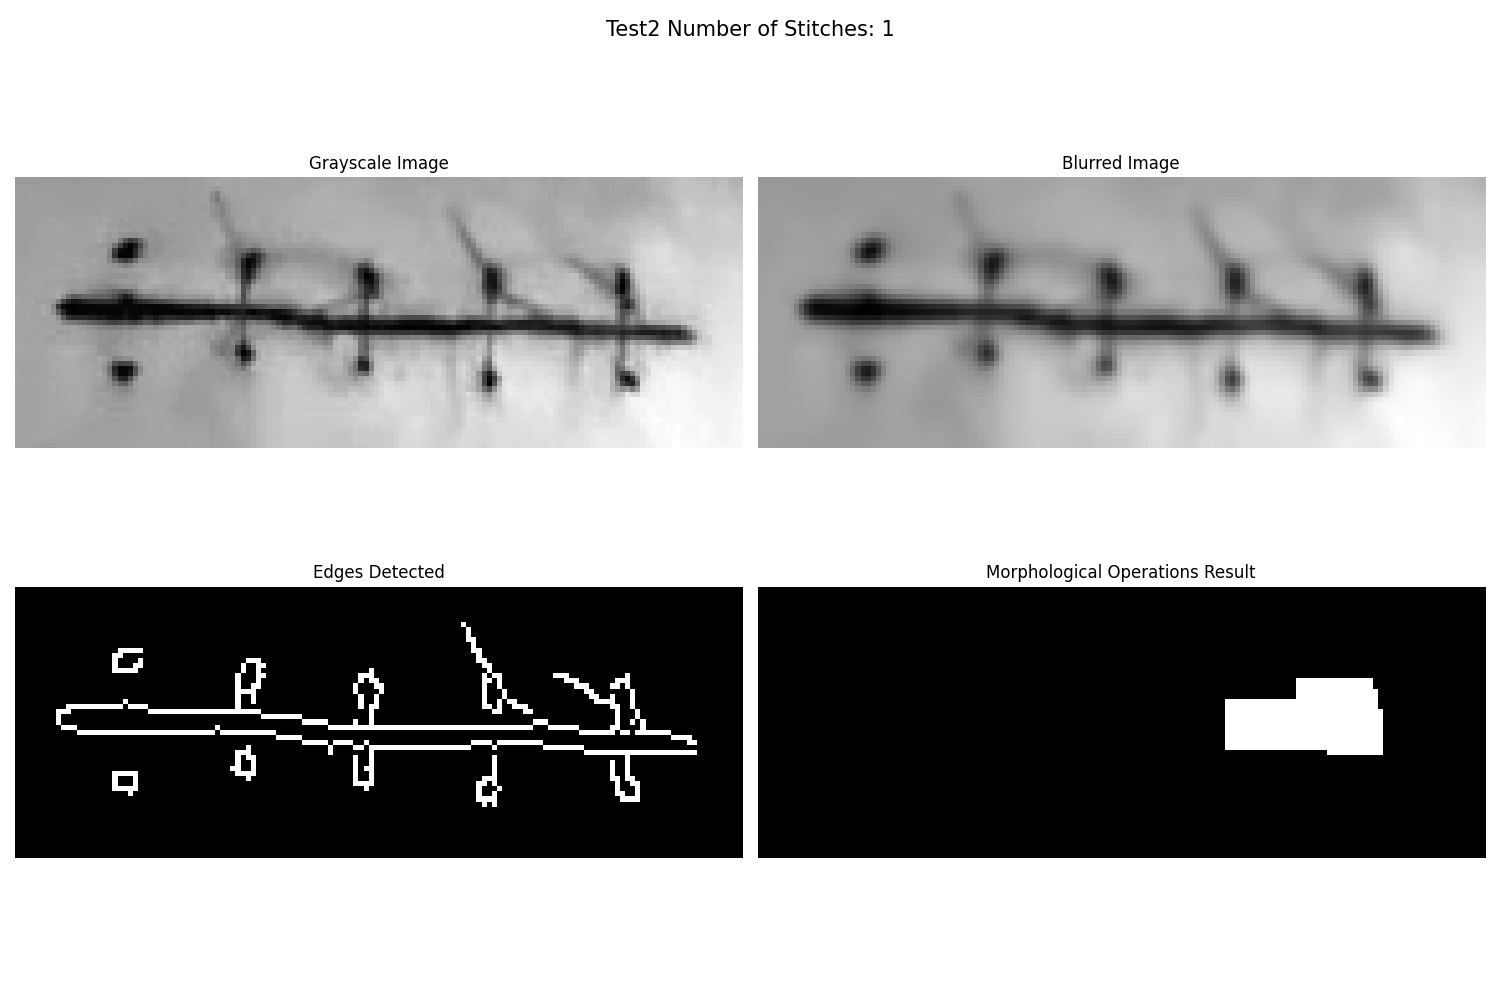 Test2 Number of Stitches: 1
Grayscale Image
Blurred Image
Edges Detected
Morphological Operations Result